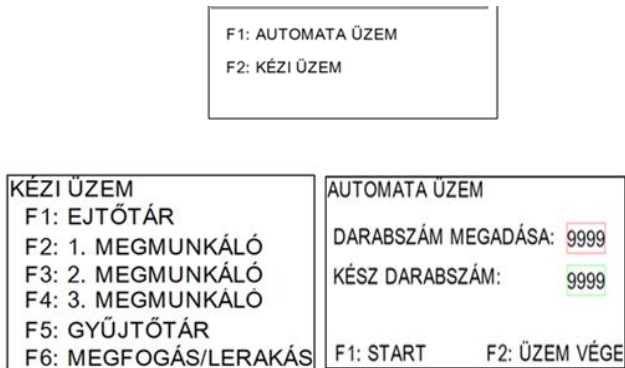 F1: AUTOMATA ÜZEM
F2: KÉZI ÜZEM
KÉZI ÜZEM
F1: EJTŐTÁR
F2: 1. MEGMUNKÁLÓ
F3: 2. MEGMUNKÁLÓ
F4: 3. MEGMUNKÁLÓ
F5: GYŰJTŐTÁR
F6: MEGFOGÁS/LERAKÁS
AUTOMATA ÜZEM
DARABSZÁM MEGADÁSA: 9999
KÉSZ DARABSZÁM: 9999
F1: START F2: ÜZEM VÉGE